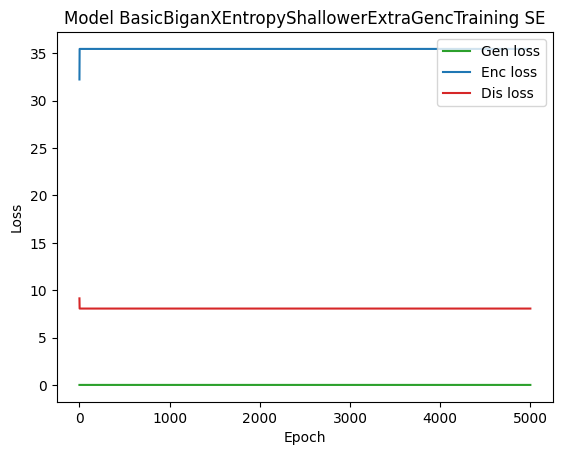 Model BasicBiganXEntropyShallowerExtraGencTraining SE
Loss
35
30
25
20
15
10
5
0
Gen loss
Enc loss
Dis loss
0 1000 2000 3000 4000 5000
Epoch